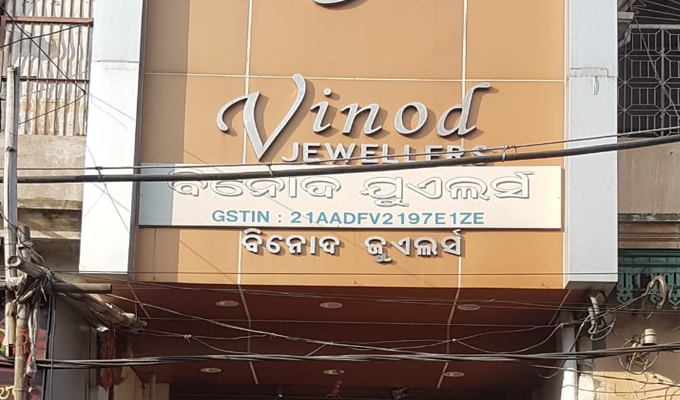 Vinod
JEWELLERS
ବିନୋଦ ଯୁଏଲର୍ସ
GSTIN : 21AADFV2197E1ZE
ବିନୋଦ ଜୁଏଲର୍ସ